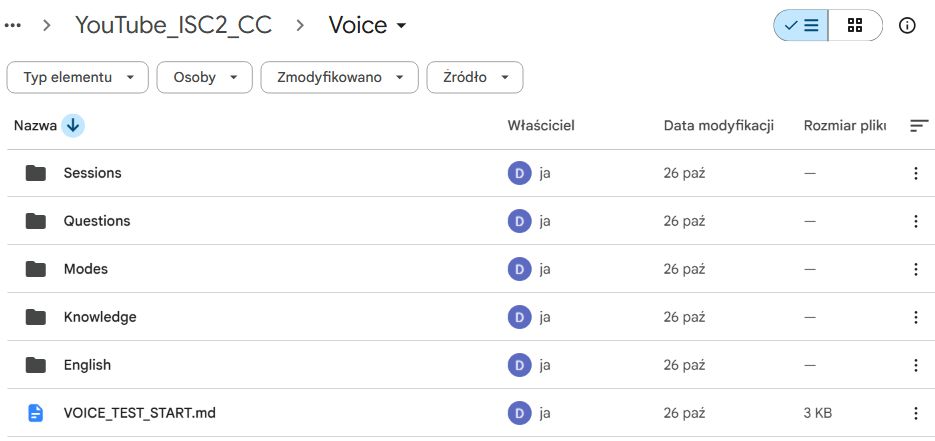 ... > YouTube_ISC2_CC > Voice
Typ elementu Osoby Zmodyfikowano Źródło
Nazwa Właściciel Data modyfikacji Rozmiar pliku
Sessions D ja 26 paź —
Questions D ja 26 paź —
Modes D ja 26 paź —
Knowledge D ja 26 paź —
English D ja 26 paź —
VOICE_TEST_START.md D ja 26 paź 3 KB